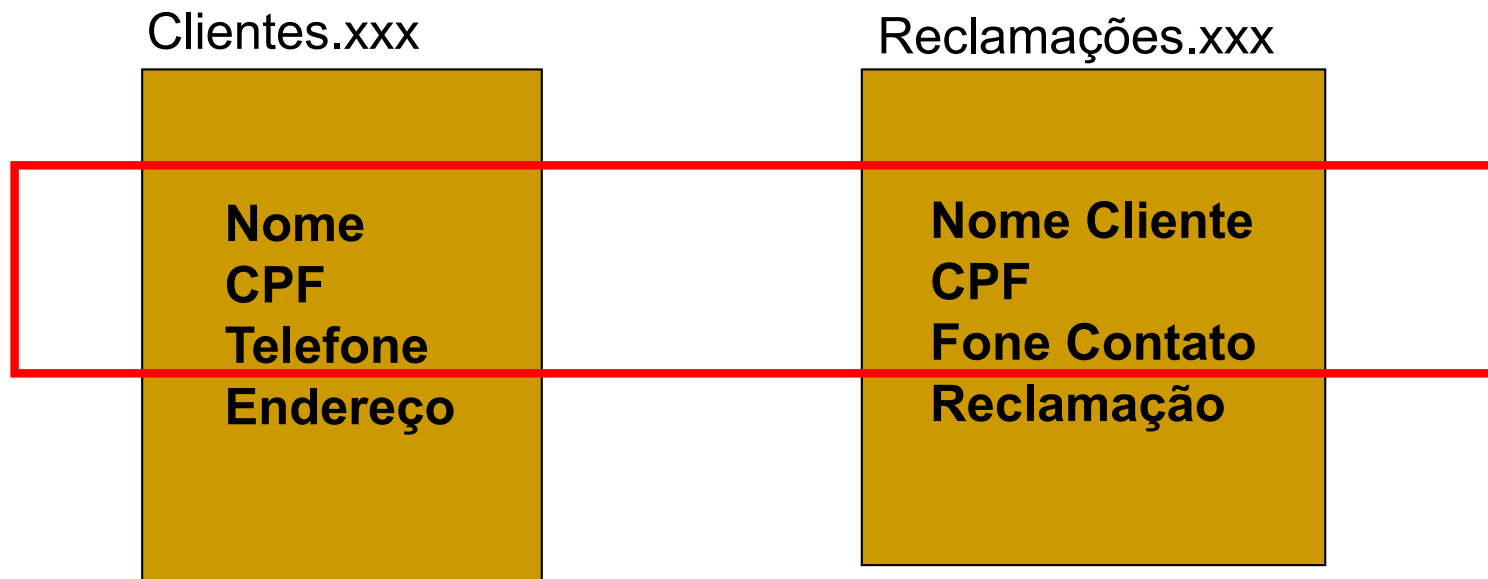 Clientes.xxx
Nome
CPF
Telefone
Endereço
Reclamações.xxx
Nome Cliente
CPF
Fone Contato
Reclamação